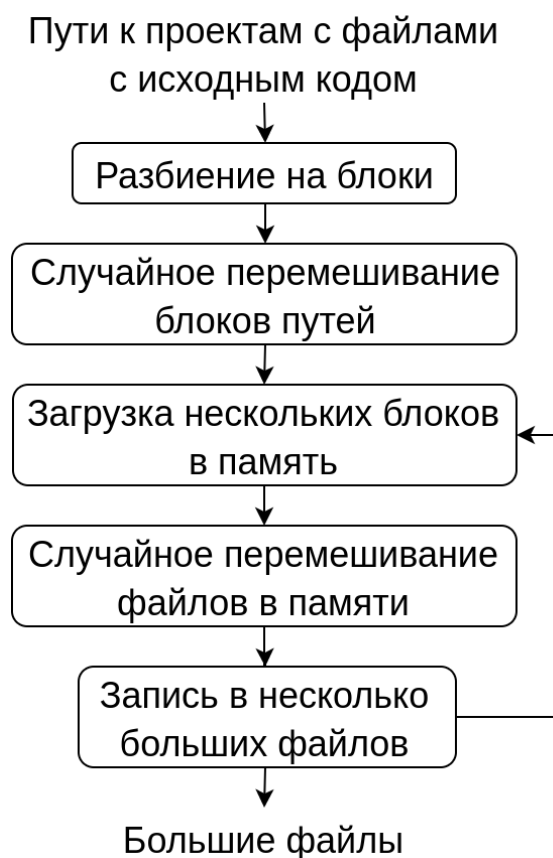 Пути к проектам с файлами
с исходным кодом
Разбиение на блоки
Случайное перемешивание
блоков путей
Загрузка нескольких блоков
в память
Случайное перемешивание
файлов в памяти
Запись в несколько
больших файлов
Большие файлы